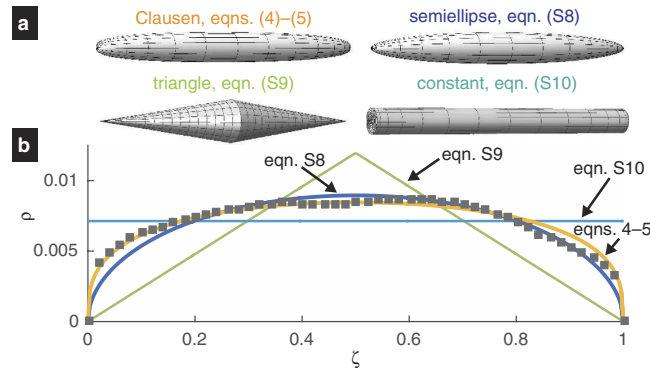 a
Clausen, eqns. (4)–(5)
semiellipse, eqn. (S8)
triangle, eqn. (S9)
constant, eqn. (S10)
b
eqn. S8
eqn. S9
eqn. S10
eqns. 4–5
0.01
0.005
0
ρ
0
0.2
0.4
0.6
0.8
1
ζ